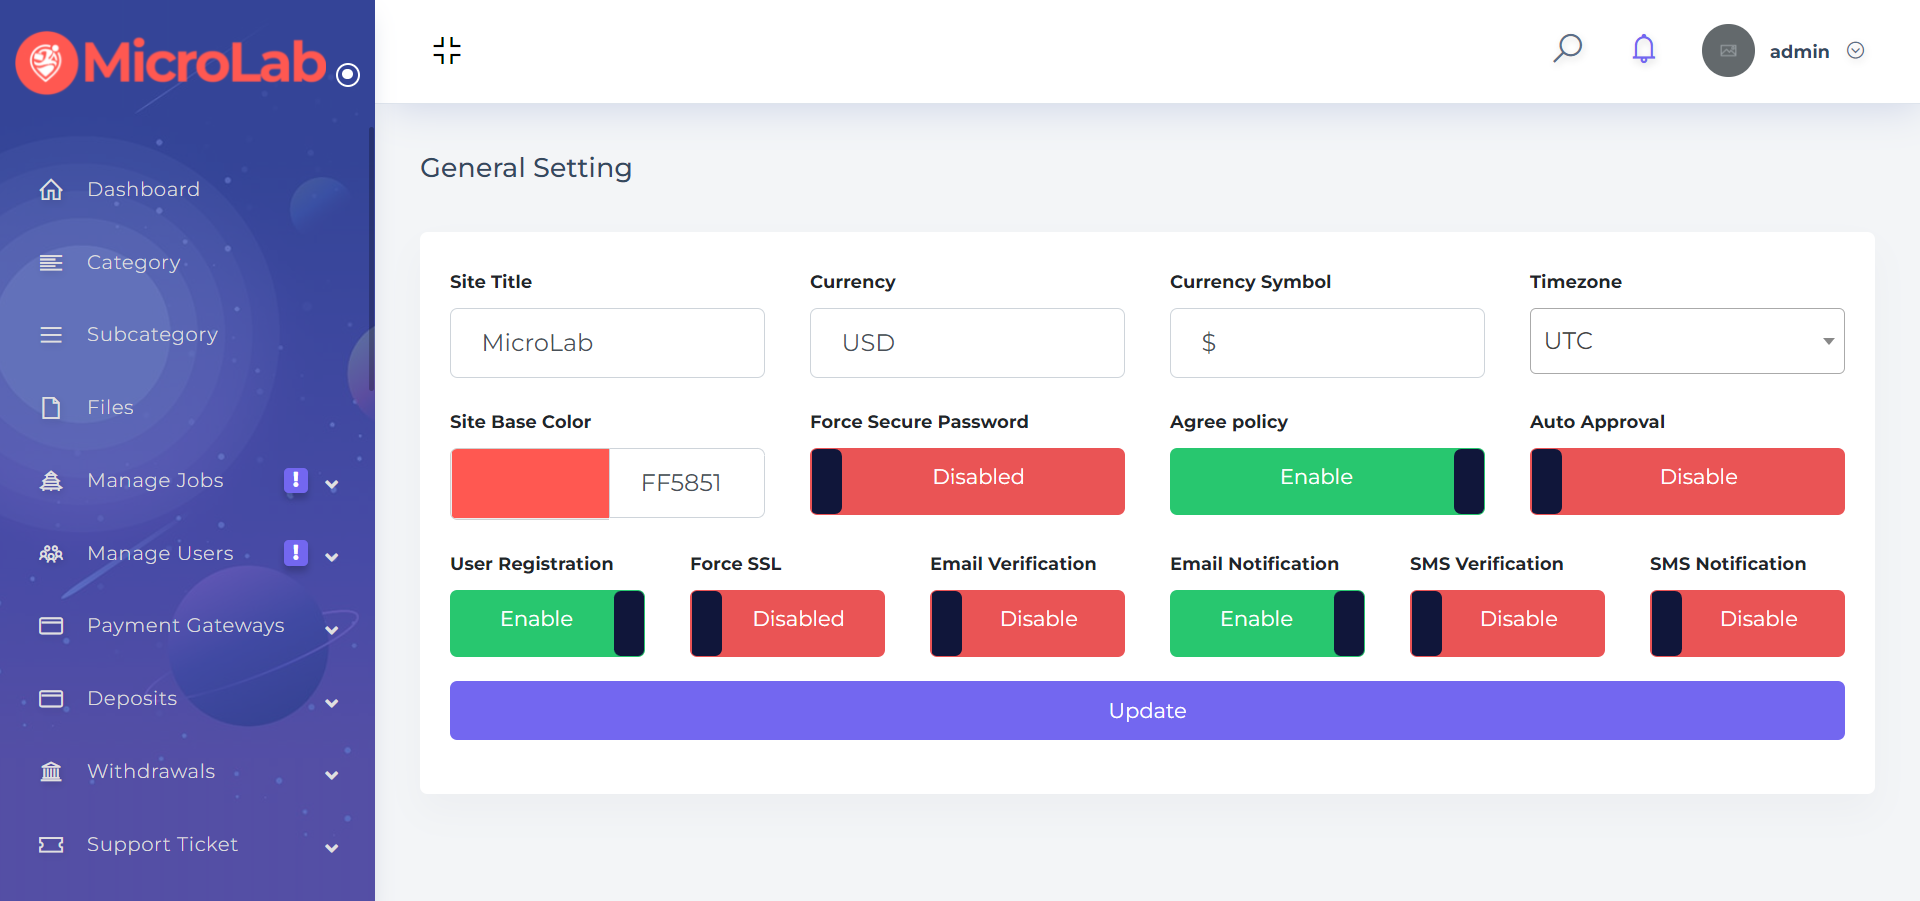 MicroLab
admin
General Setting
Dashboard
Category
Subcategory
Files
Manage Jobs !
Manage Users !
Payment Gateways
Deposits
Withdrawals
Support Ticket
Site Title Currency Currency Symbol Timezone
MicroLab USD $ UTC
Site Base Color Force Secure Password Agree policy Auto Approval
FF5851 Disabled Enable Disable
User Registration Force SSL Email Verification Email Notification SMS Verification SMS Notification
Enable Disabled Disable Enable Disable Disable
Update